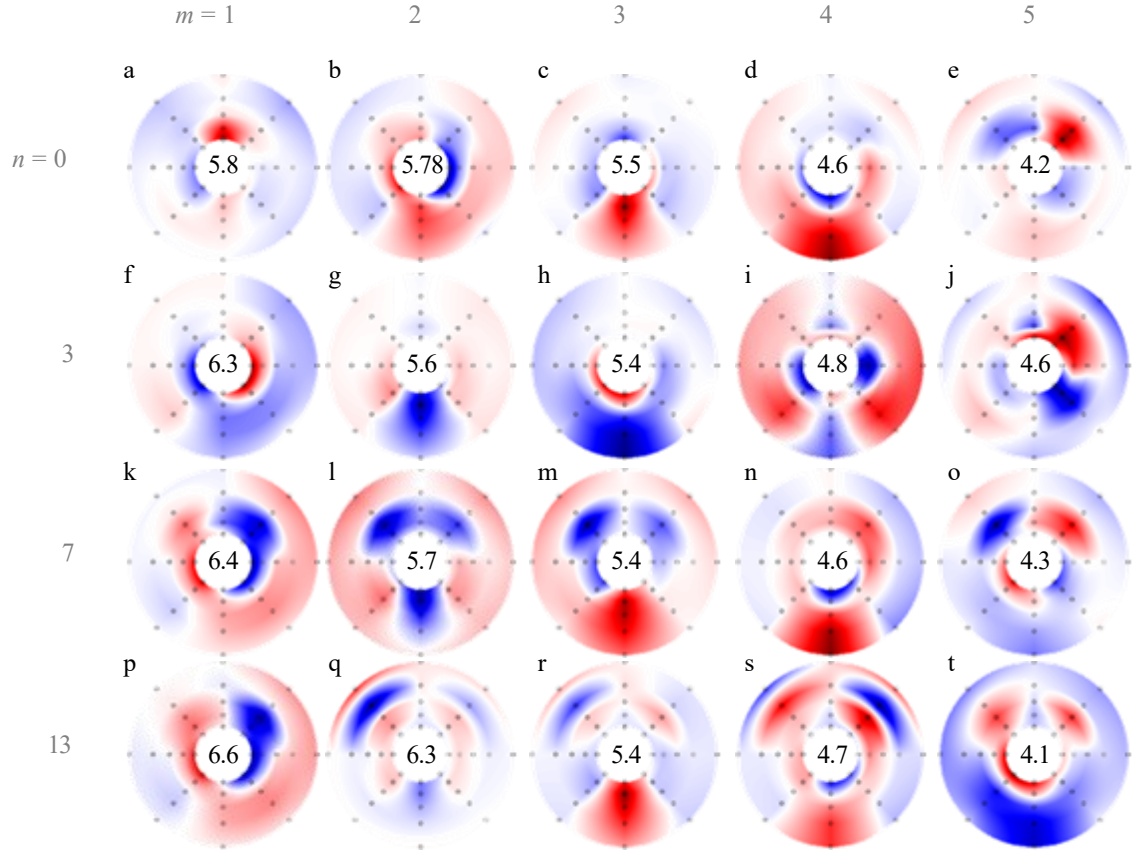 m = 1 2 3 4 5
a b c d e
n = 0 5.8 5.78 5.5 4.6 4.2
f g h i j
3 6.3 5.6 5.4 4.8 4.6
k l m n o
7 6.4 5.7 5.4 4.6 4.3
p q r s t
13 6.6 6.3 5.4 4.7 4.1